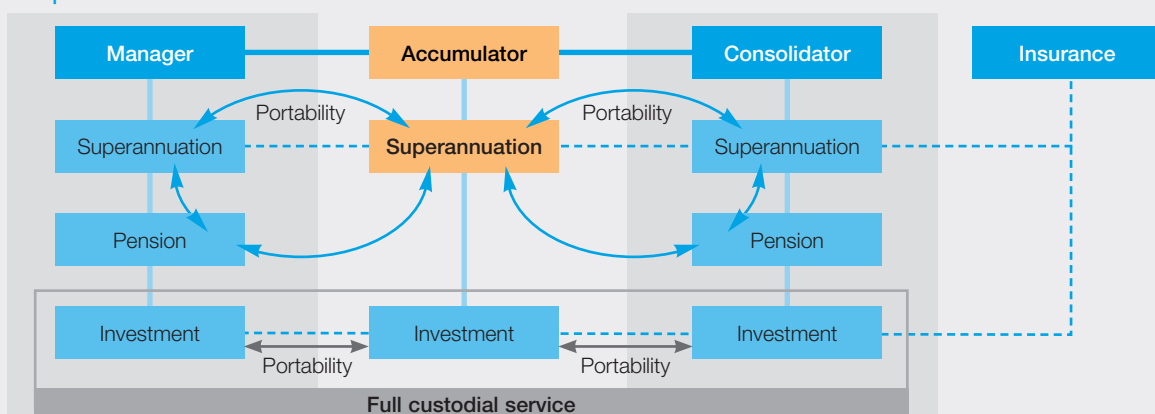 Manager
Accumulator
Consolidator
Insurance
Portability
Portability
Superannuation
Superannuation
Superannuation
Pension
Pension
Investment
Investment
Investment
Portability
Portability
Full custodial service